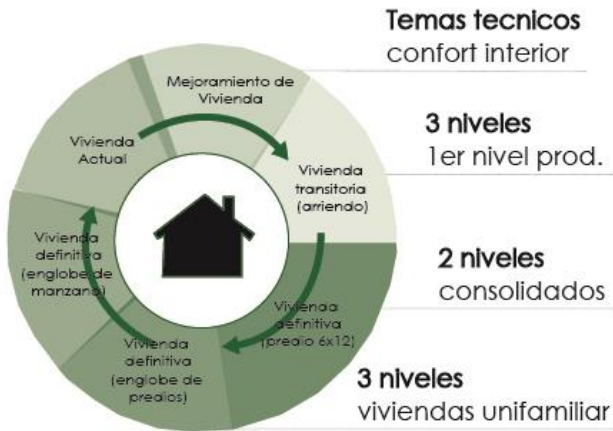 Temas tecnicos
confort interior
Mejoramiento de
Vivienda
Vivienda
Actual
3 niveles
1er nivel prod.
Vivienda
transitoria
(arriendo)
Vivienda
definitiva
(englobe de
manzano)
2 niveles
consolidados
Vivienda
definitiva
(predio 6x12)
Vivienda
definitiva
(englobe de
predios)
3 niveles
viviendas unifamiliar